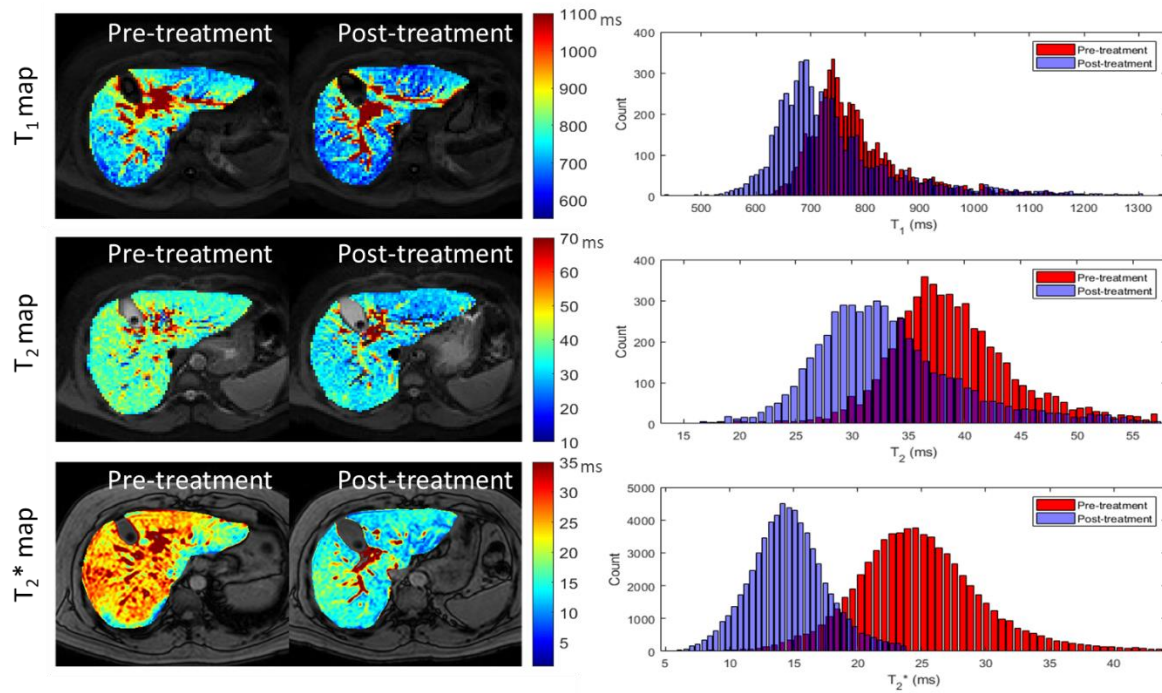 T1 map
Pre-treatment
Post-treatment
1100 ms
1000
900
800
700
600
400
300
200
100
0
Count
Pre-treatment
Post-treatment
500 600 700 800 900 1000 1100 1200 1300
T1 (ms)
T2 map
Pre-treatment
Post-treatment
70 ms
60
50
40
30
20
10
400
300
200
100
0
Count
Pre-treatment
Post-treatment
15 20 25 30 35 40 45 50 55
T2 (ms)
T2* map
Pre-treatment
Post-treatment
35 ms
30
25
20
15
10
5
5000
4000
3000
2000
1000
0
Count
Pre-treatment
Post-treatment
5 10 15 20 25 30 35 40
T2* (ms)